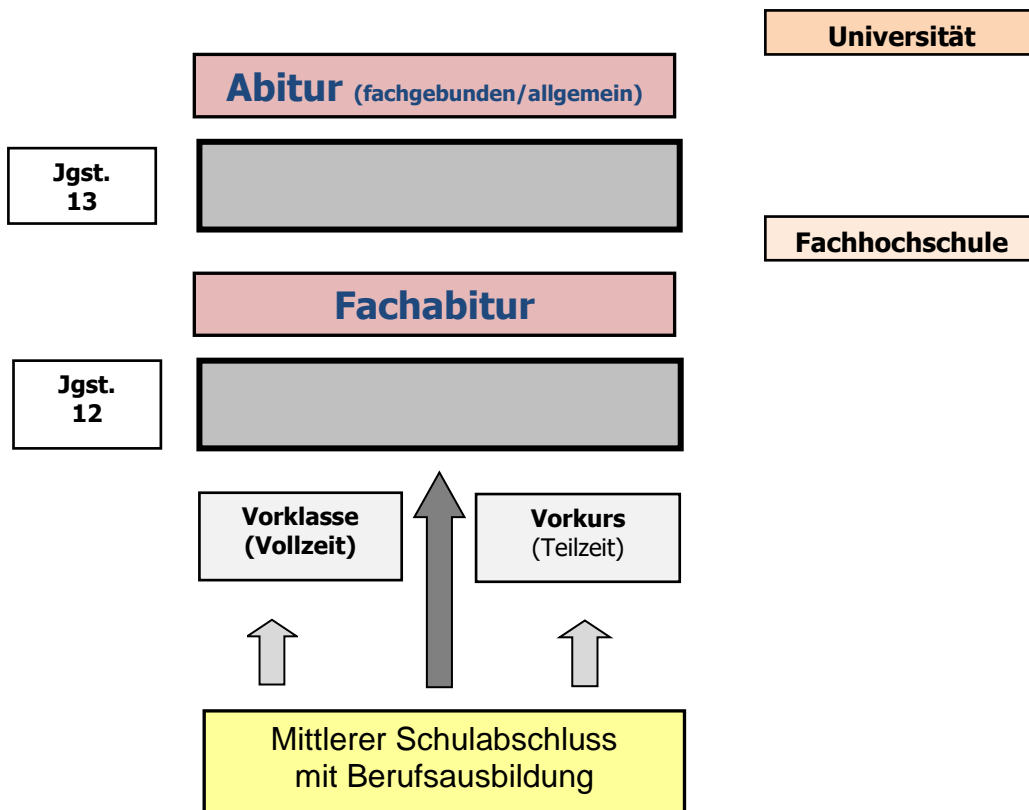 Universität
Abitur (fachgebunden/allgemein)
Jgst.
13
Fachhochschule
Fachabitur
Jgst.
12
Vorklasse
(Vollzeit)
Vorkurs
(Teilzeit)
Mittlerer Schulabschluss
mit Berufsausbildung